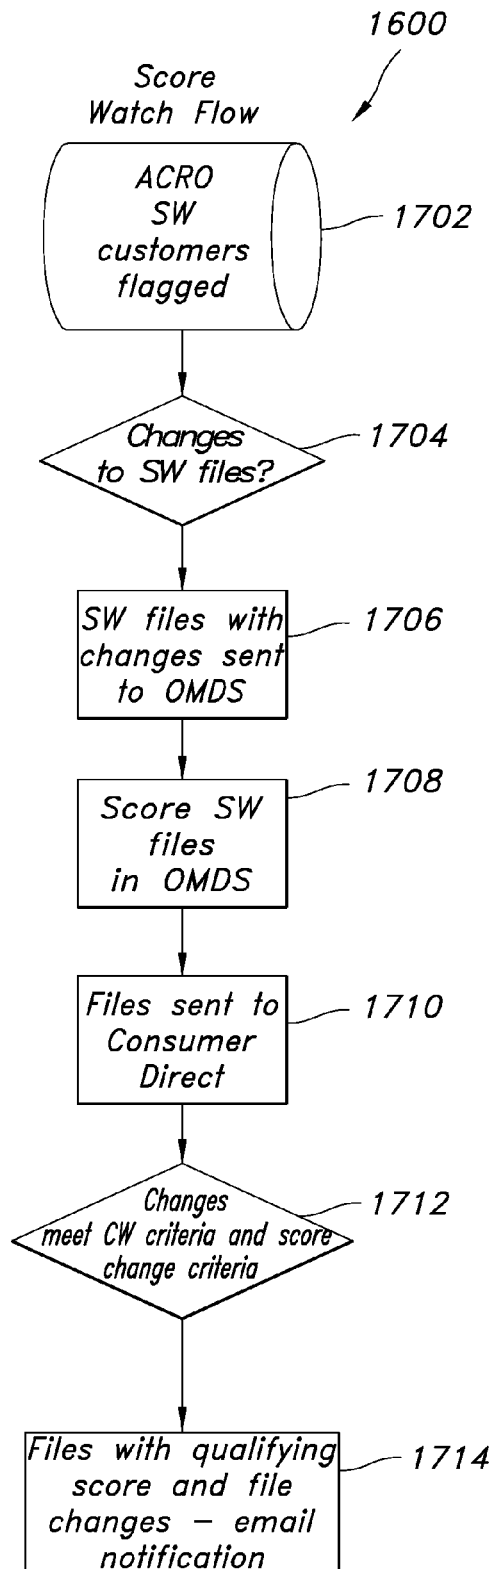 1600
Score
Watch Flow
ACRO
SW
customers
flagged
1702
Changes
to SW files?
1704
SW files with
changes sent
to OMDS
1706
Score SW
files
in OMDS
1708
Files sent to
Consumer
Direct
1710
Changes
meet CW criteria and score
change criteria
1712
Files with qualifying
score and file
changes – email
notification
1714